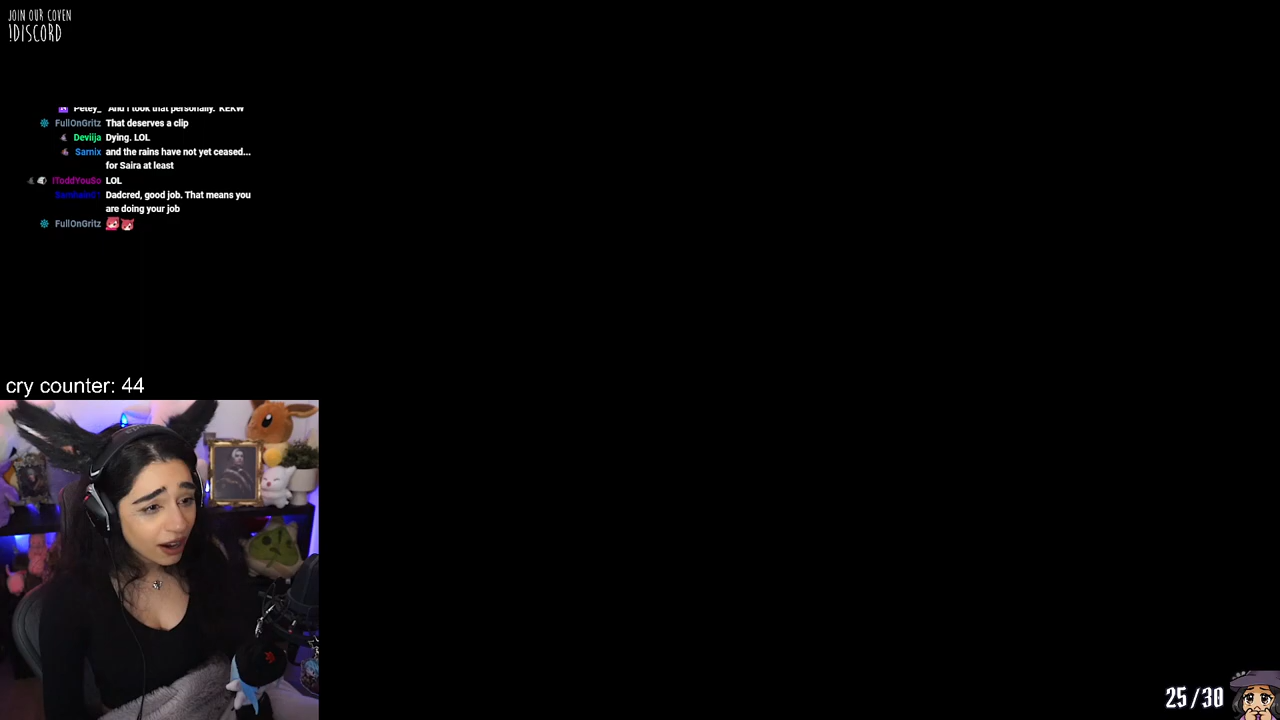 JOIN OUR COVEN
!DISCORD
Petey_ And I took that personally. KEKW
FullOnGritz That deserves a clip
Deviija Dying. LOL
Sarnix and the rains have not yet ceased...
for Saira at least
IToddYouSo LOL
Dadcred, good job. That means you
are doing your job
FullOnGritz
cry counter: 44
25/30